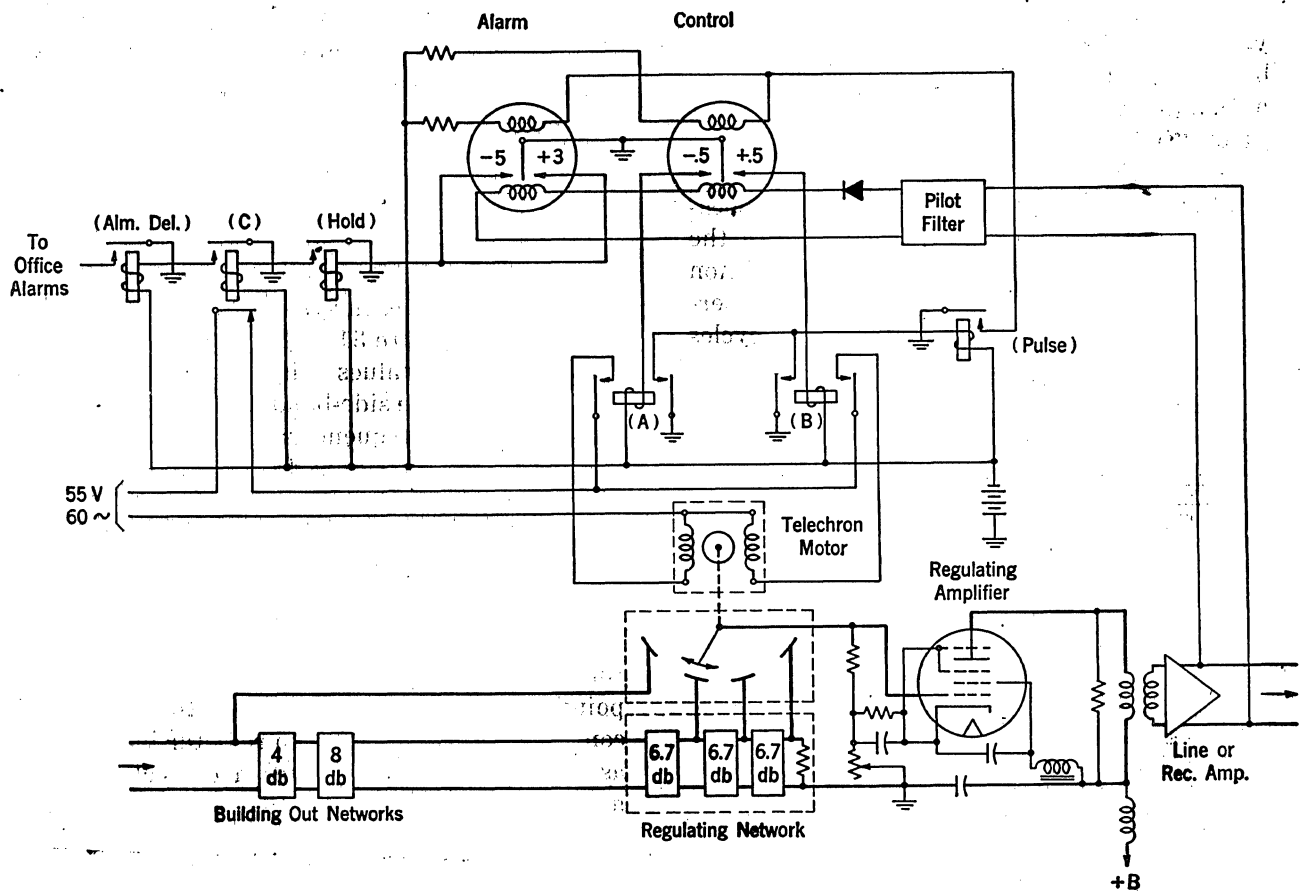 Alarm
Control
−5 +3
−.5 +.5
Pilot
Filter
(Alm. Del.)
(C)
(Hold)
To
Office
Alarms
(Pulse)
(A)
(B)
55 V
60 ~
Telechron
Motor
Regulating
Amplifier
4
db
8
db
6.7
db
6.7
db
6.7
db
Building Out Networks
Regulating Network
Line or
Rec. Amp.
+B